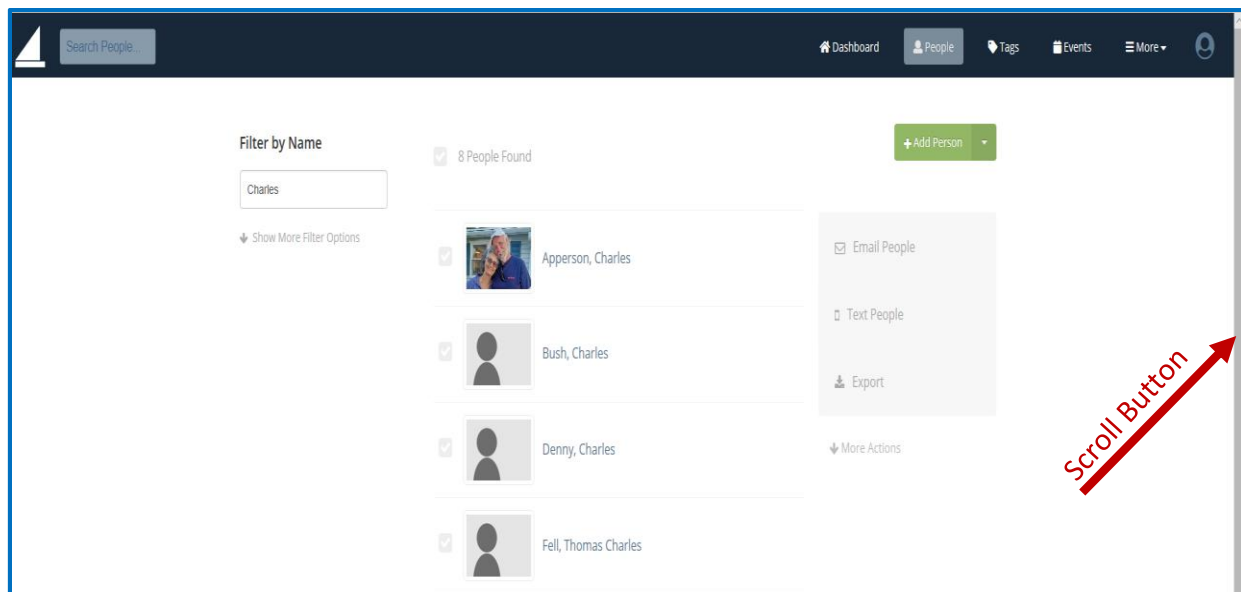 Search People...
Dashboard
People
Tags
Events
More
Filter by Name
8 People Found
+ Add Person
Charles
Show More Filter Options
Apperson, Charles
Email People
Text People
Bush, Charles
Export
Scroll Button
Denny, Charles
More Actions
Fell, Thomas Charles